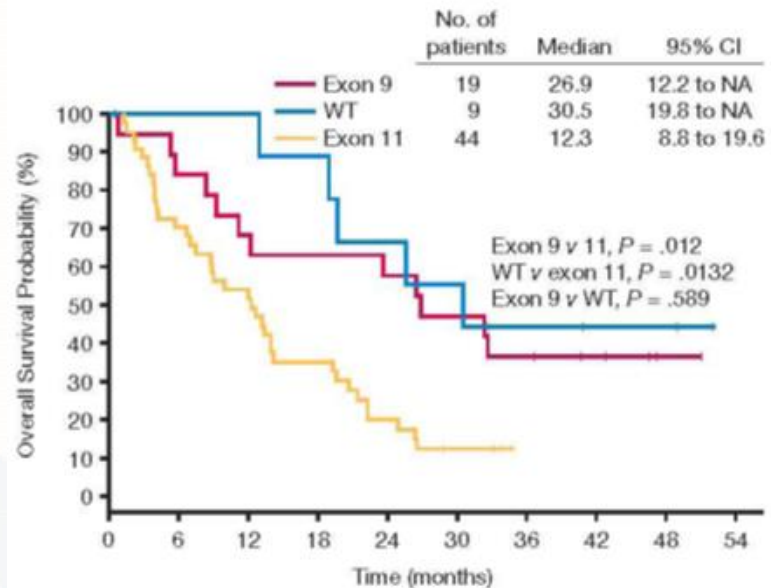 No. of
patients Median 95% CI
Exon 9 19 26.9 12.2 to NA
WT 9 30.5 19.8 to NA
Exon 11 44 12.3 8.8 to 19.6
Overall Survival Probability (%)
100
90
80
70
60
50
40
30
20
10
0
Exon 9 v 11, P = .012
WT v exon 11, P = .0132
Exon 9 v WT, P = .589
0 6 12 18 24 30 36 42 48 54
Time (months)